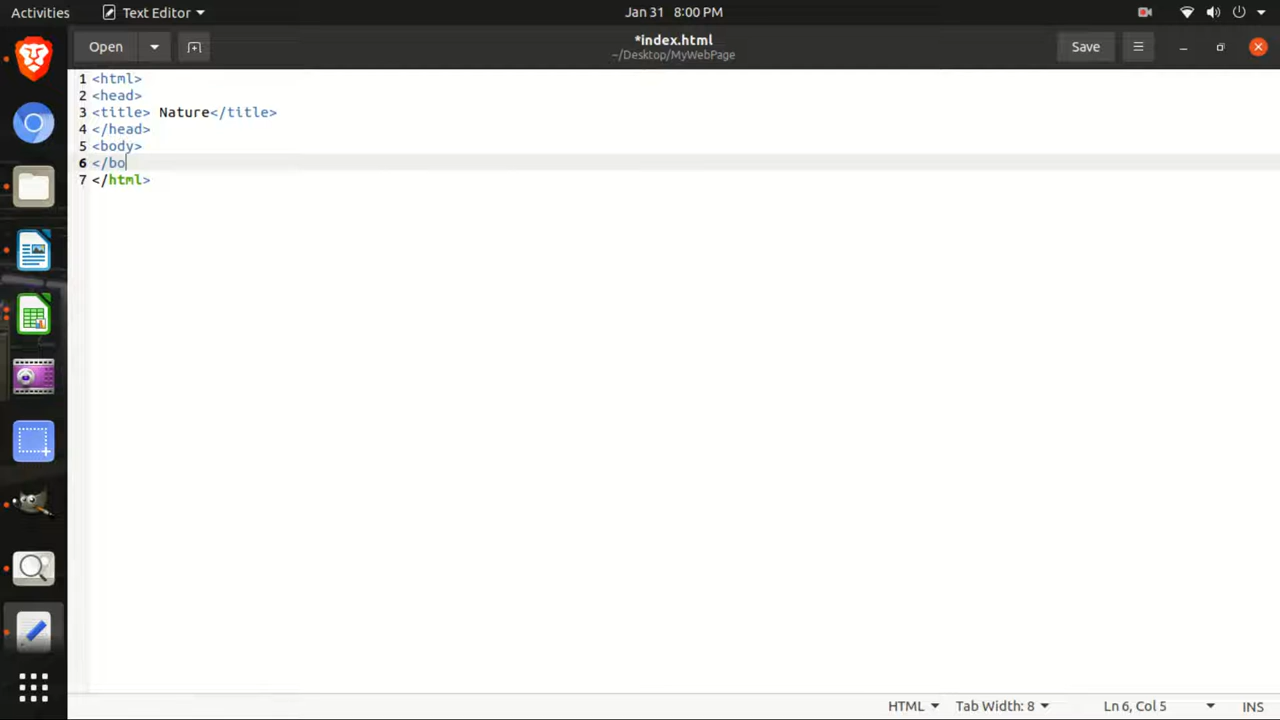 Activities
Text Editor
Jan 31 8:00 PM
Open
*index.html
~/Desktop/MyWebPage
Save
1 <html>
2 <head>
3 <title> Nature</title>
4 </head>
5 <body>
6 </bo
7 </html>
HTML
Tab Width: 8
Ln 6, Col 5
INS